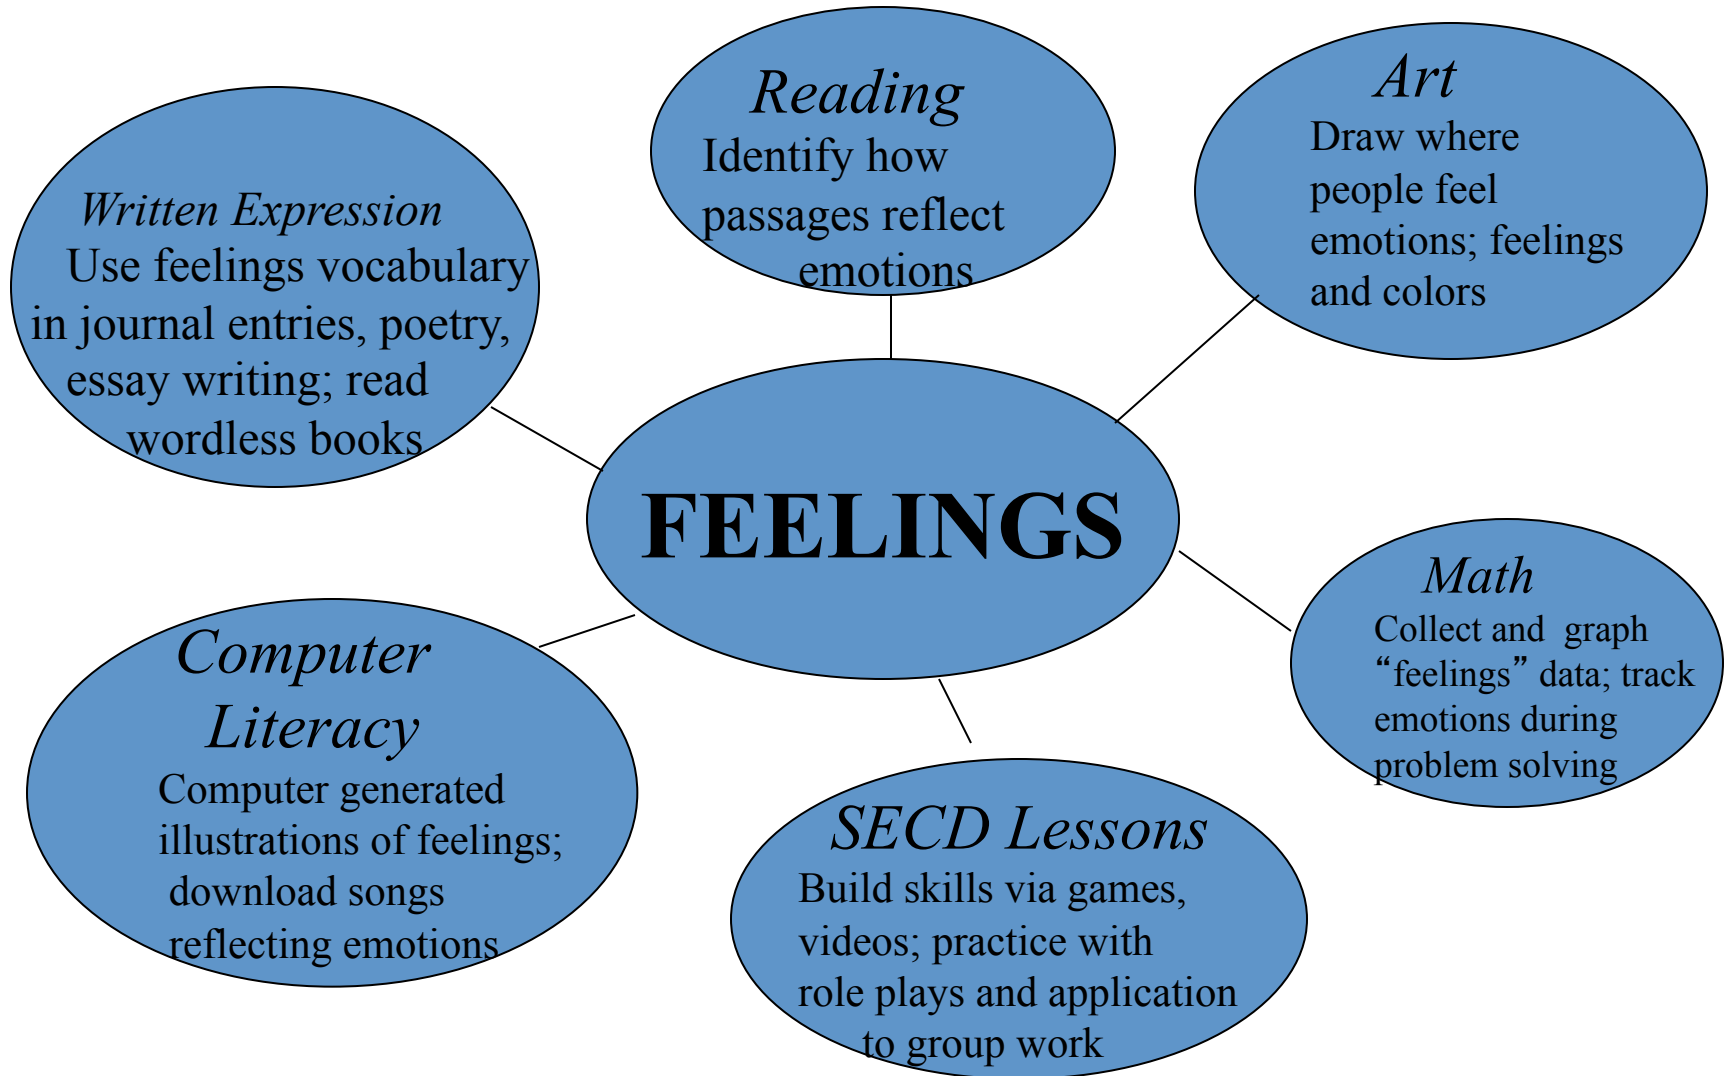 Reading
Identify how
passages reflect
emotions
Art
Draw where
people feel
emotions; feelings
and colors
Written Expression
Use feelings vocabulary
in journal entries, poetry,
essay writing; read
wordless books
FEELINGS
Math
Collect and graph
“feelings” data; track
emotions during
problem solving
Computer
Literacy
Computer generated
illustrations of feelings;
download songs
reflecting emotions
SECD Lessons
Build skills via games,
videos; practice with
role plays and application
to group work